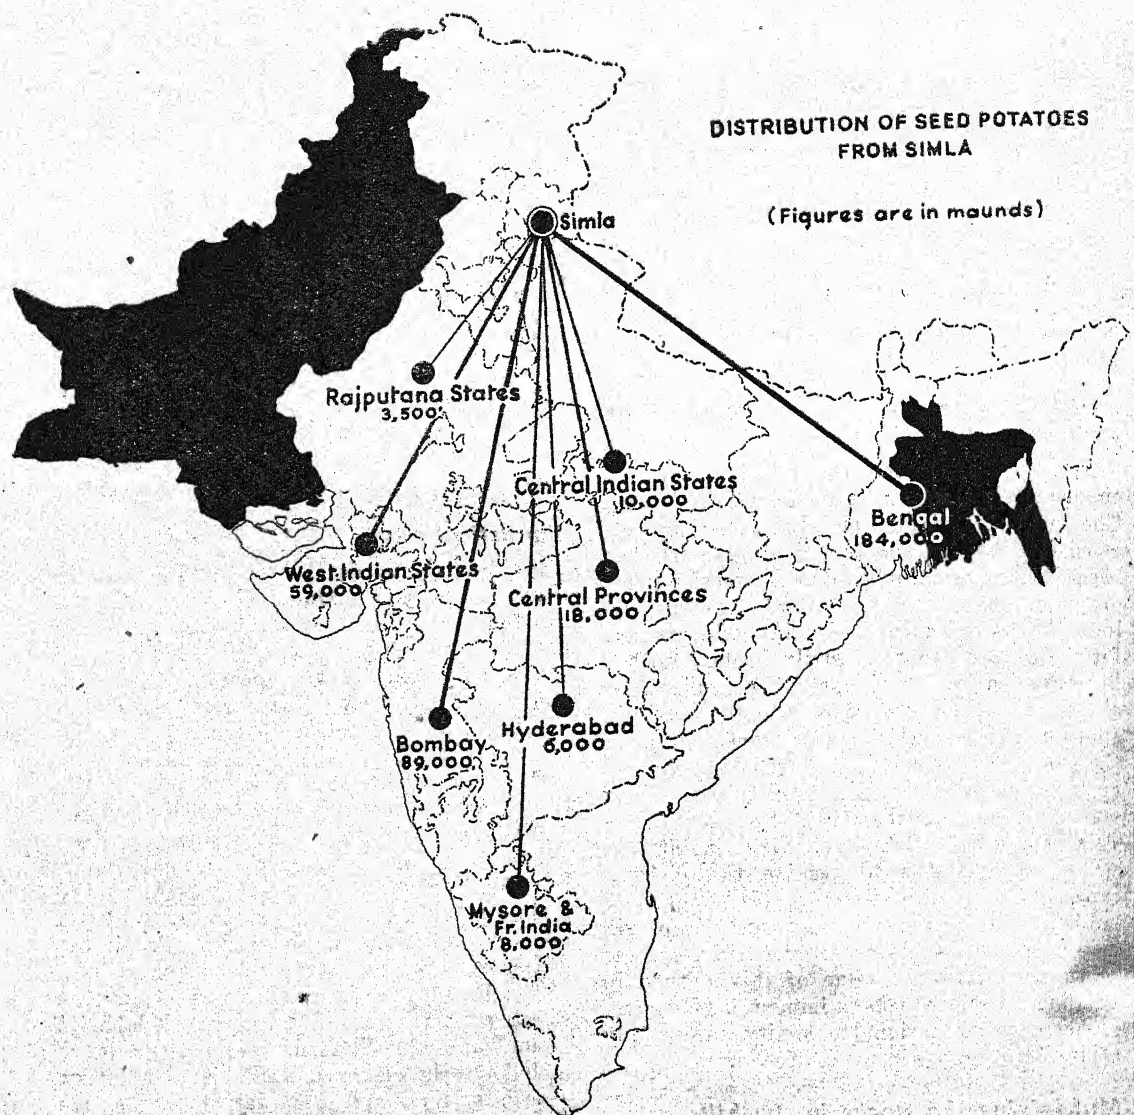 DISTRIBUTION OF SEED POTATOES
FROM SIMLA
(Figures are in maunds)
Simla
Rajputana States
3,500
Central Indian States
10,000
Bengal
184,000
West Indian States
59,000
Central Provinces
18,000
Hyderabad
6,000
Bombay
89,000
Mysore &
Fr. India
8,000